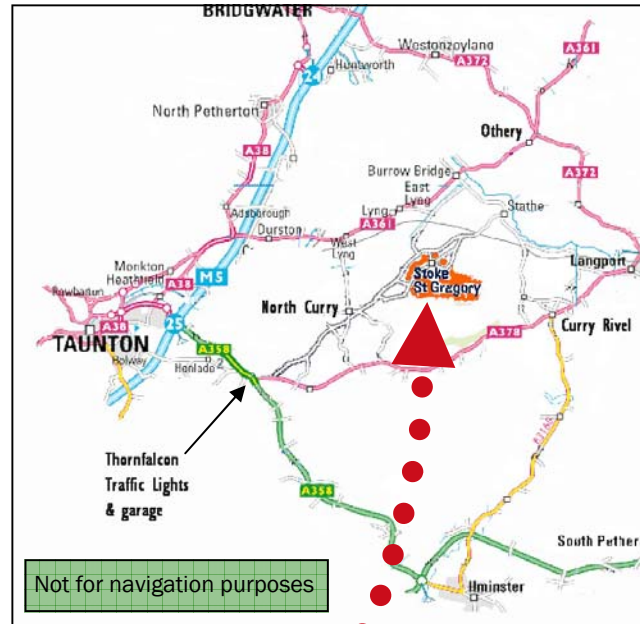 BRIDGWATER
Westonzoyland
A361
A372
24
Huntworth
North Petherton
Othery
A38
Burrow Bridge
East
Lyng
A372
Stathe
Adsborough
Lyng
A361
Durston
West
Lyng
Langport
Monkton
Heathfield
M5
Stoke
St Gregory
Rowbarton
A38
North Curry
25
A38
A378
Curry Rivel
TAUNTON
A358
Holway
Henlade
Thornfalcon
Traffic Lights
& garage
A358
South Pether
Not for navigation purposes
Ilminster